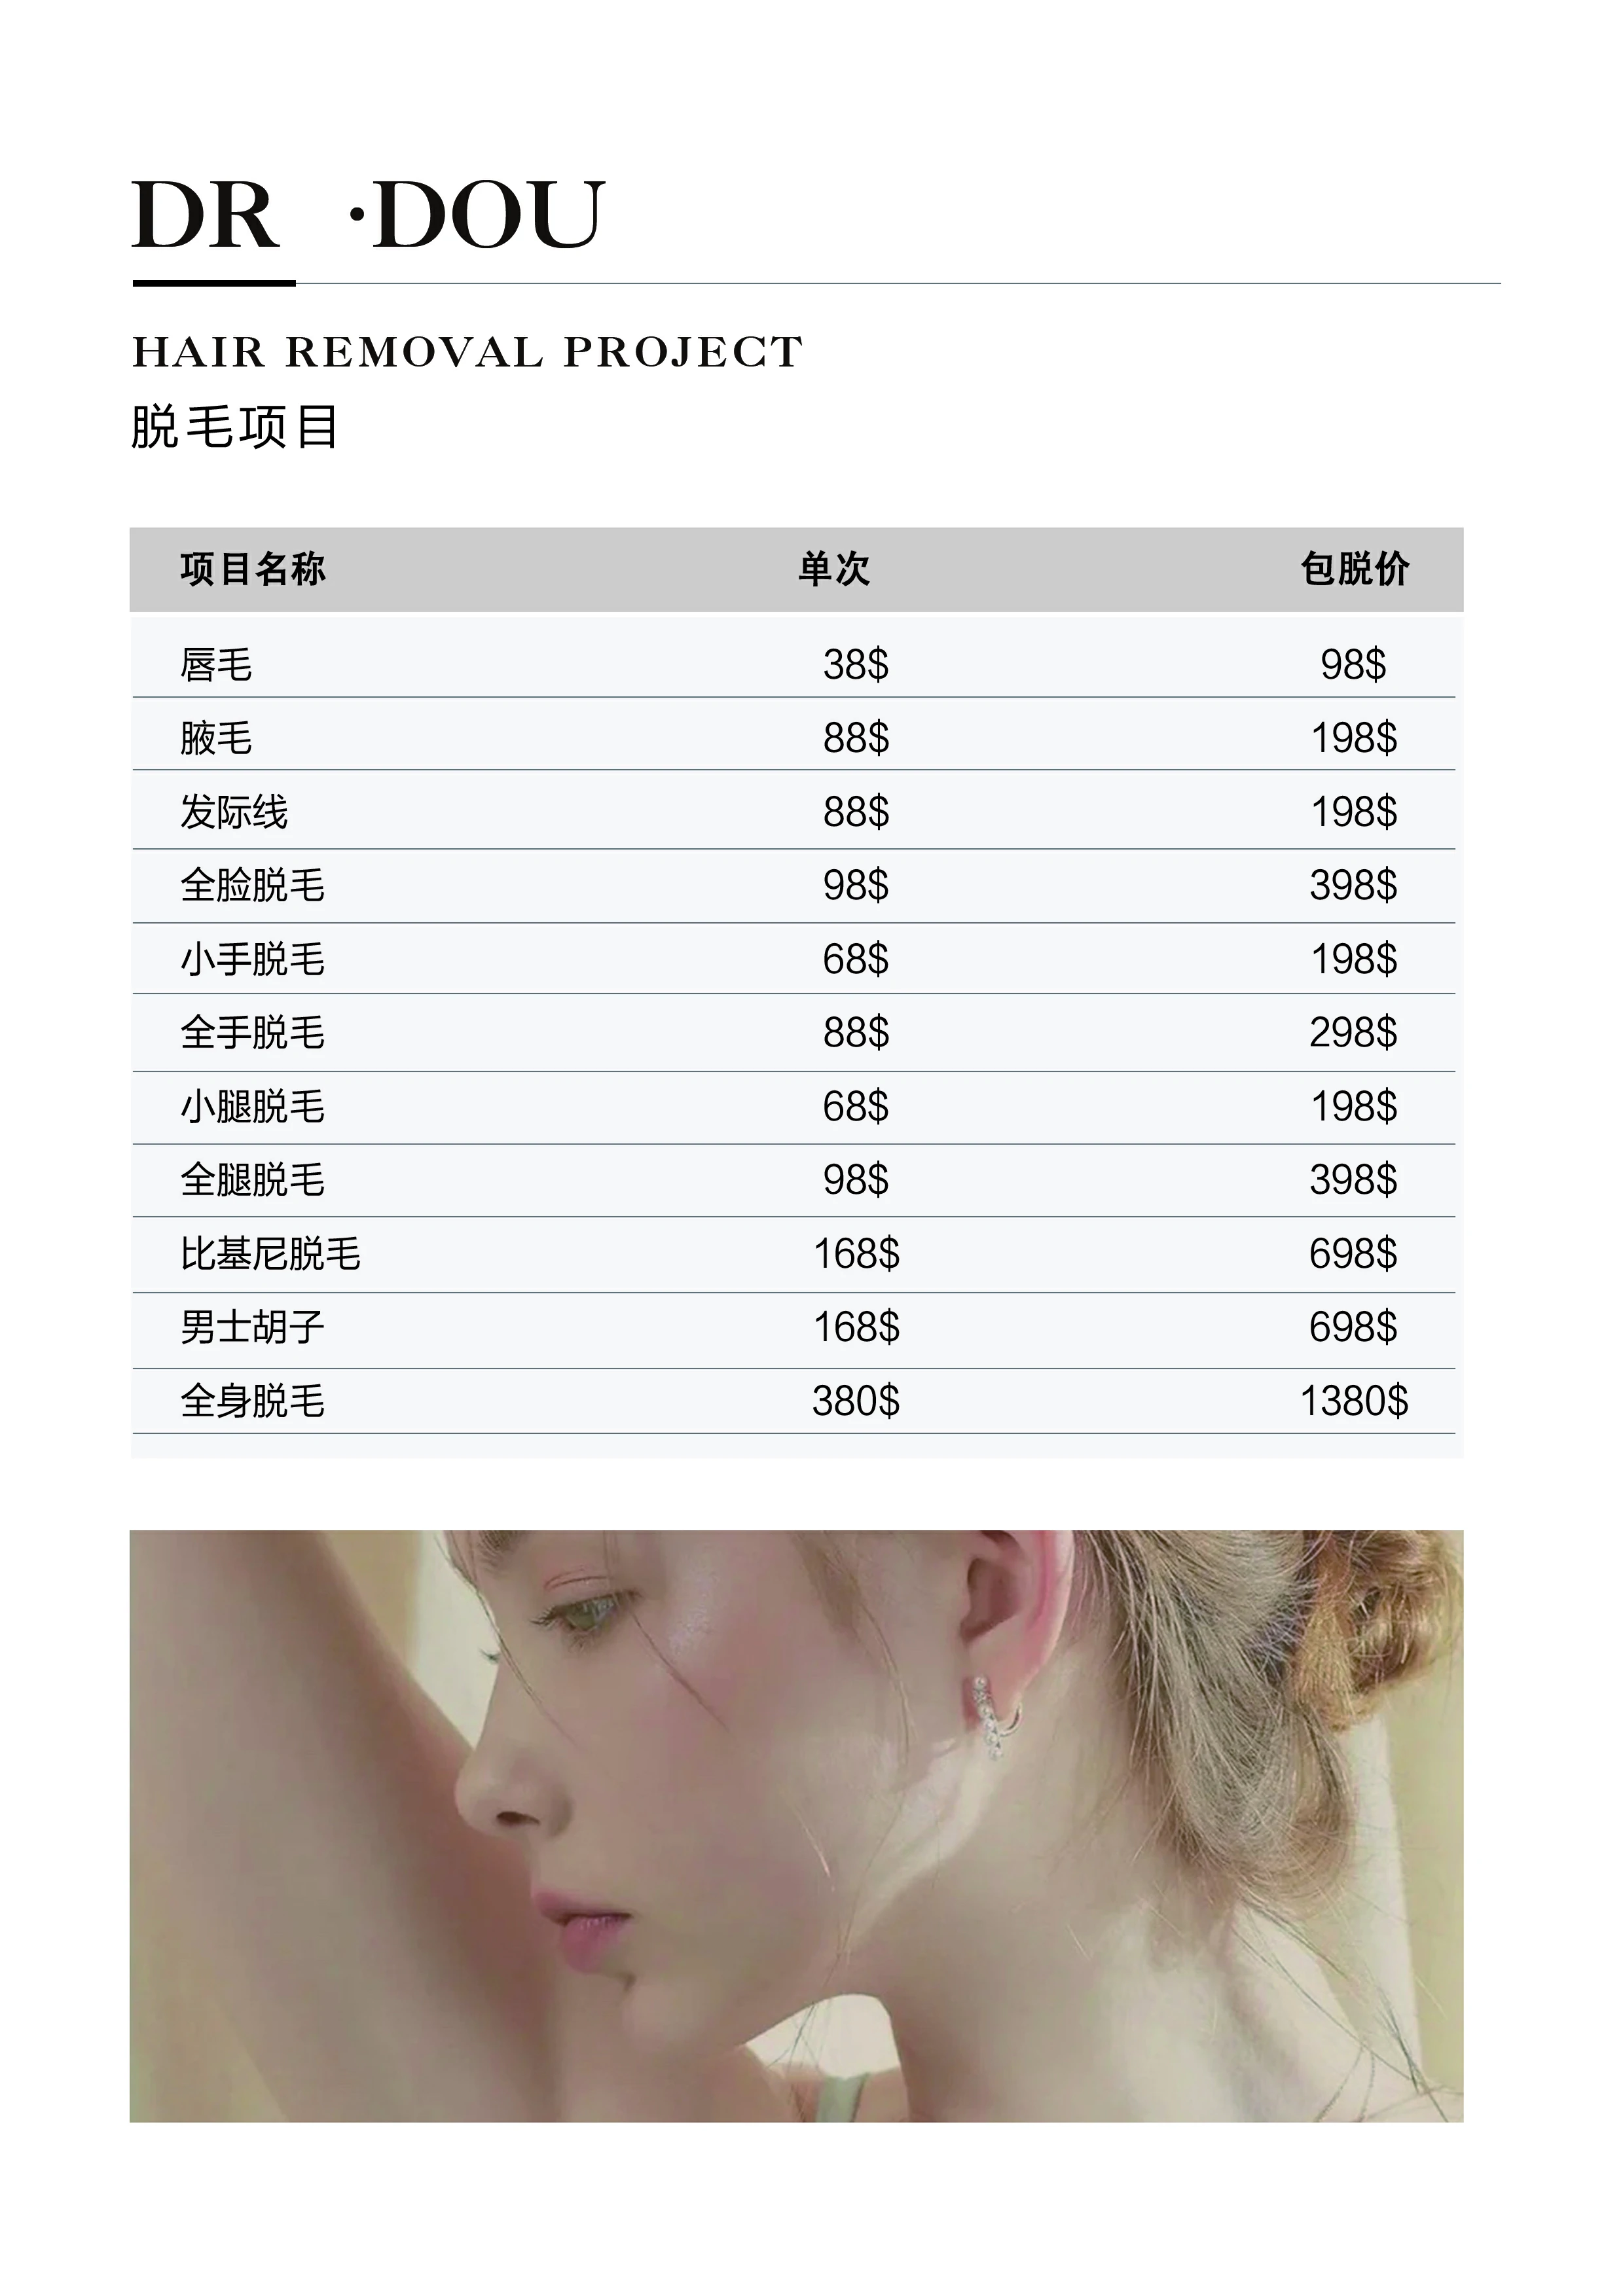 DR ·DOU
HAIR REMOVAL PROJECT
脱毛项目
项目名称 单次 包脱价
唇毛 38$ 98$
腋毛 88$ 198$
发际线 88$ 198$
全脸脱毛 98$ 398$
小手脱毛 68$ 198$
全手脱毛 88$ 298$
小腿脱毛 68$ 198$
全腿脱毛 98$ 398$
比基尼脱毛 168$ 698$
男士胡子 168$ 698$
全身脱毛 380$ 1380$